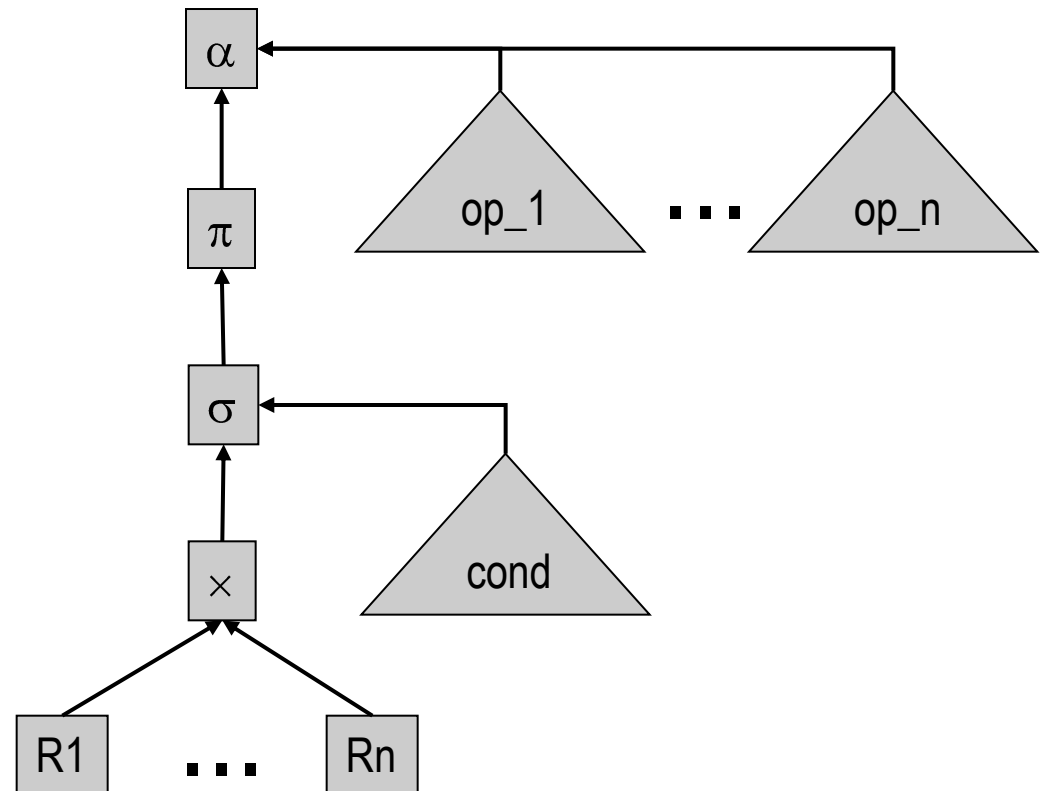 α
π
op_1 ... op_n
σ
cond
×
R1 ... Rn